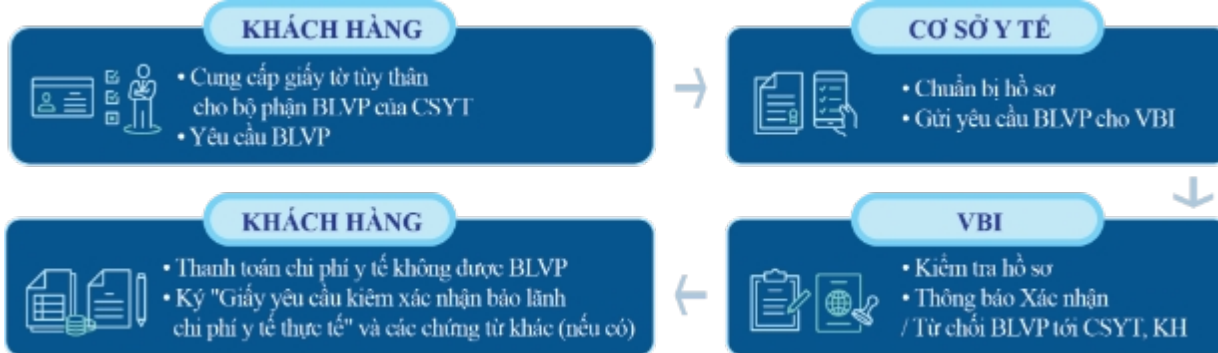 KHÁCH HÀNG
• Cung cấp giấy tờ tùy thân
cho bộ phận BLVP của CSYT
• Yêu cầu BLVP
CƠ SỞ Y TẾ
• Chuẩn bị hồ sơ
• Gửi yêu cầu BLVP cho VBI
VBI
• Kiểm tra hồ sơ
• Thông báo Xác nhận
/ Từ chối BLVP tới CSYT, KH
KHÁCH HÀNG
• Thanh toán chi phí y tế không được BLVP
• Ký "Giấy yêu cầu kiêm xác nhận bảo lãnh
chi phí y tế thực tế" và các chứng từ khác (nếu có)